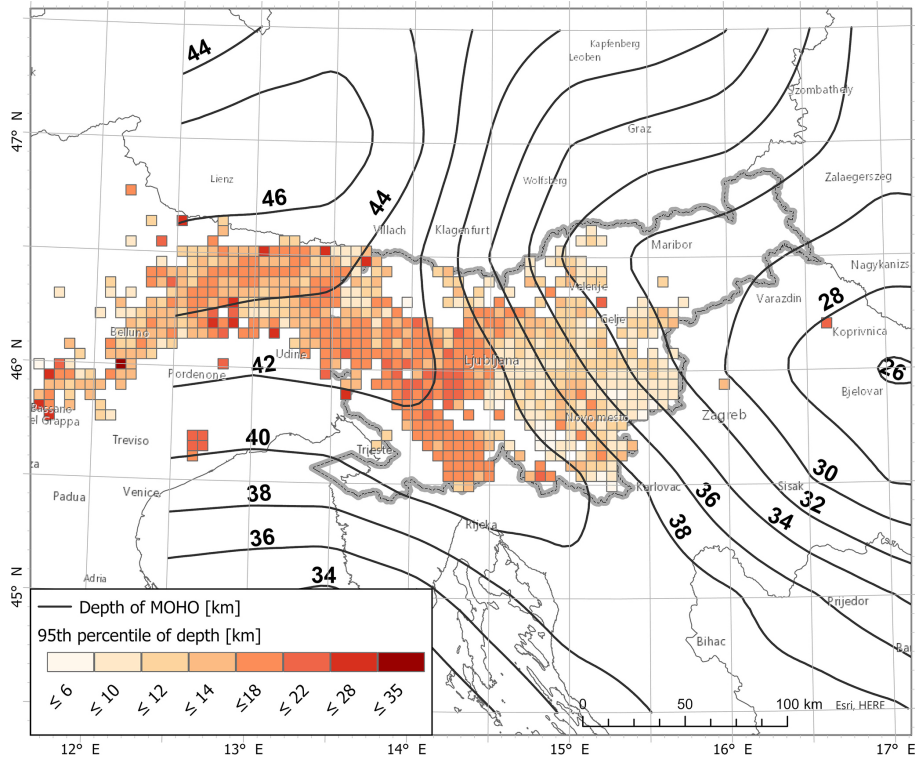 44
Kapfenberg
Leoben
k
Szombathely
47° N
Graz
Lienz
Wolfsberg
Zalaegerszeg
46
44
Villach
Klagenfurt
Maribor
Nagykanizs
Velenje
Varazdin
28
Celje
Koprivnica
Belluno
Udine
Ljubljana
46° N
42
Pordenone
26
Bjelovar
Bassano
el Grappa
Novo mesto
Zagreb
Treviso
40
Trieste
za
30
Padua
Venice
38
Karlovac
36
Sisak
32
34
Rijeka
38
36
45° N
Adria
34
Prijedor
Depth of MOHO [km]
95th percentile of depth [km]
Bihac
Ba
≤ 6
≤ 10
≤ 12
≤ 14
≤18
≤ 22
≤ 28
≤ 35
0
50
100 km
Esri, HERE
12° E
13° E
14° E
15° E
16° E
17° E